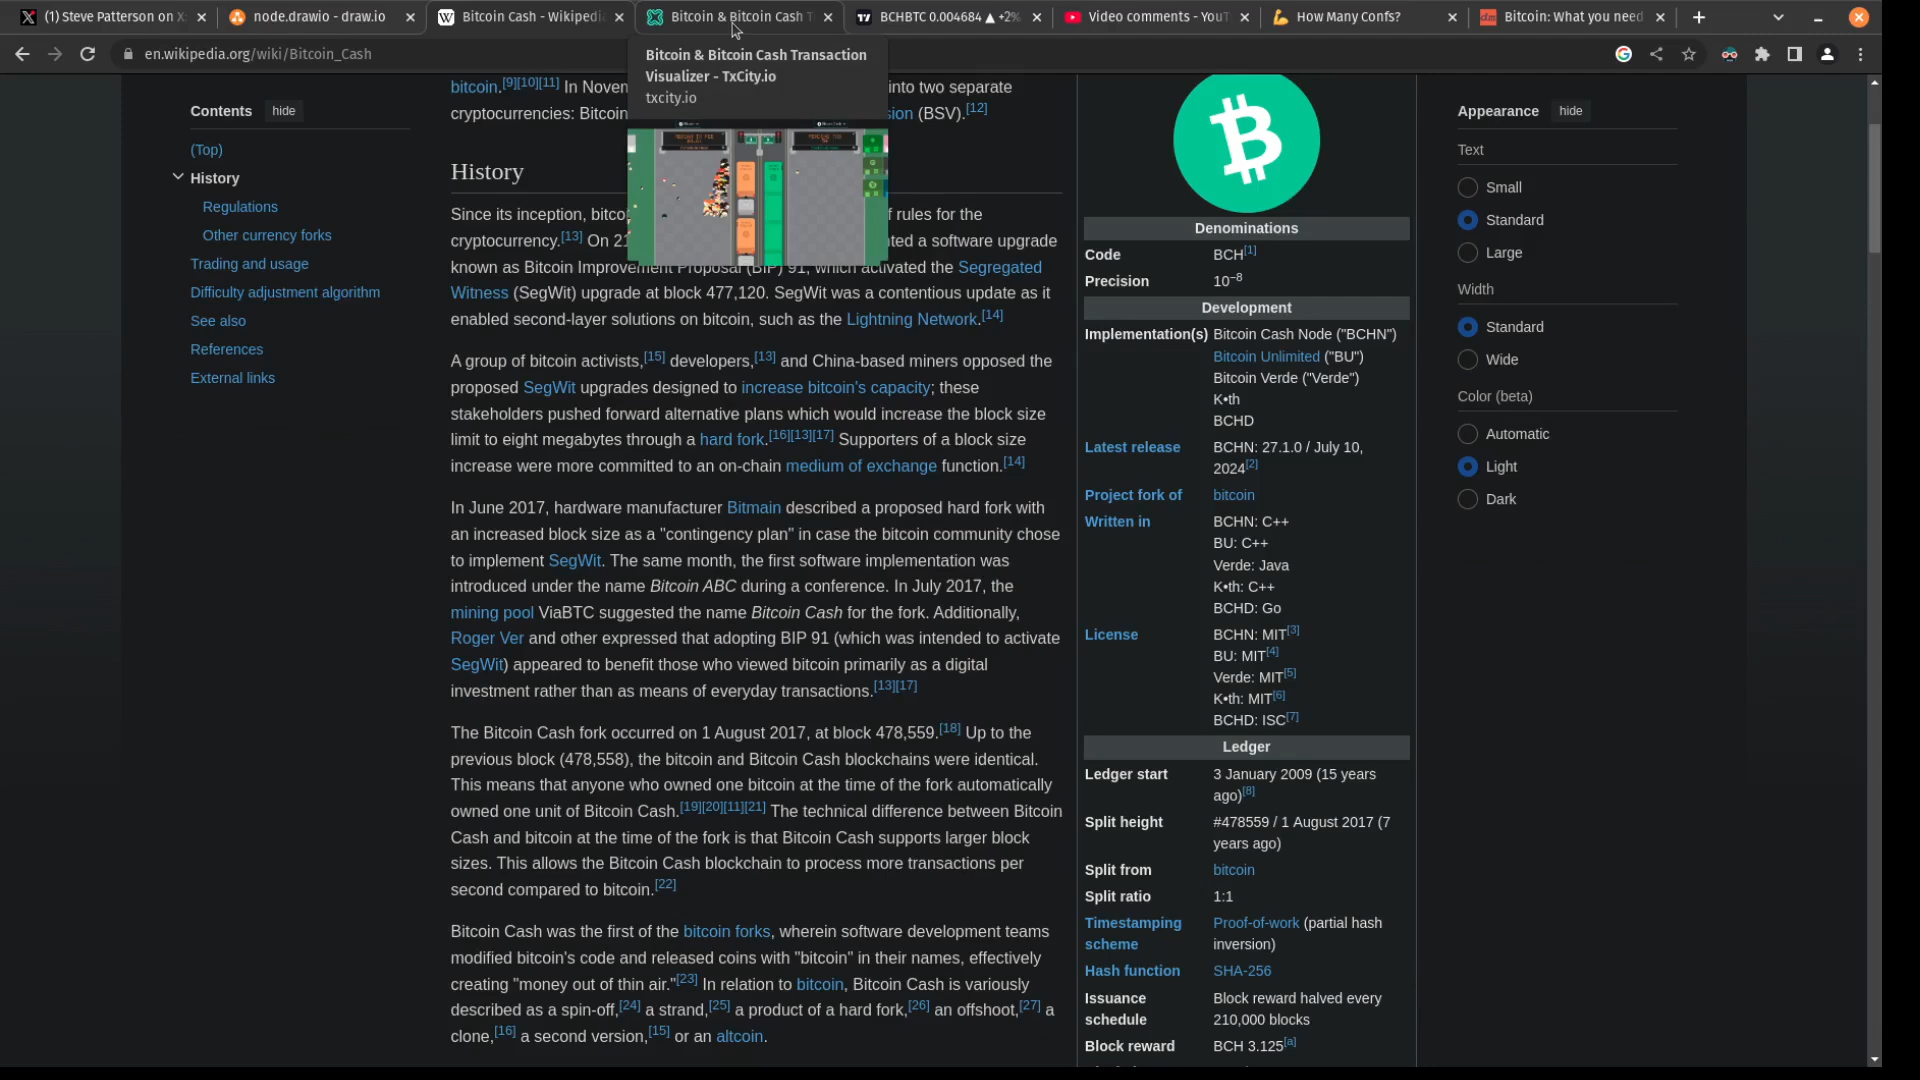 (1) Steve Patterson on X
node.drawio - draw.io
Bitcoin Cash - Wikipedia
Bitcoin & Bitcoin Cash T
BCHBTC 0.004684 ▲ +2%
Video comments - YouT
How Many Confs?
Bitcoin: What you need
en.wikipedia.org/wiki/Bitcoin_Cash
Bitcoin & Bitcoin Cash Transaction
Visualizer - TxCity.io
txcity.io
Contents hide
(Top)
History
Regulations
Other currency forks
Trading and usage
Difficulty adjustment algorithm
See also
References
External links
bitcoin.[9][10][11] In Novem into two separate
cryptocurrencies: Bitcoin sion (BSV).[12]
History
Since its inception, bitco f rules for the
cryptocurrency.[13] On 21 nted a software upgrade
known as Bitcoin Improvement Proposal (BIP) 91, which activated the Segregated
Witness (SegWit) upgrade at block 477,120. SegWit was a contentious update as it
enabled second-layer solutions on bitcoin, such as the Lightning Network.[14]
A group of bitcoin activists,[15] developers,[13] and China-based miners opposed the
proposed SegWit upgrades designed to increase bitcoin's capacity; these
stakeholders pushed forward alternative plans which would increase the block size
limit to eight megabytes through a hard fork.[16][13][17] Supporters of a block size
increase were more committed to an on-chain medium of exchange function.[14]
In June 2017, hardware manufacturer Bitmain described a proposed hard fork with
an increased block size as a "contingency plan" in case the bitcoin community chose
to implement SegWit. The same month, the first software implementation was
introduced under the name Bitcoin ABC during a conference. In July 2017, the
mining pool ViaBTC suggested the name Bitcoin Cash for the fork. Additionally,
Roger Ver and other expressed that adopting BIP 91 (which was intended to activate
SegWit) appeared to benefit those who viewed bitcoin primarily as a digital
investment rather than as means of everyday transactions.[13][17]
The Bitcoin Cash fork occurred on 1 August 2017, at block 478,559.[18] Up to the
previous block (478,558), the bitcoin and Bitcoin Cash blockchains were identical.
This means that anyone who owned one bitcoin at the time of the fork automatically
owned one unit of Bitcoin Cash.[19][20][11][21] The technical difference between Bitcoin
Cash and bitcoin at the time of the fork is that Bitcoin Cash supports larger block
sizes. This allows the Bitcoin Cash blockchain to process more transactions per
second compared to bitcoin.[22]
Bitcoin Cash was the first of the bitcoin forks, wherein software development teams
modified bitcoin's code and released coins with "bitcoin" in their names, effectively
creating "money out of thin air."[23] In relation to bitcoin, Bitcoin Cash is variously
described as a spin-off,[24] a strand,[25] a product of a hard fork,[26] an offshoot,[27] a
clone,[16] a second version,[15] or an altcoin.
Denominations
Code BCH[1]
Precision 10−8
Development
Implementation(s) Bitcoin Cash Node ("BCHN")
Bitcoin Unlimited ("BU")
Bitcoin Verde ("Verde")
K•th
BCHD
Latest release BCHN: 27.1.0 / July 10,
2024[2]
Project fork of bitcoin
Written in BCHN: C++
BU: C++
Verde: Java
K•th: C++
BCHD: Go
License BCHN: MIT[3]
BU: MIT[4]
Verde: MIT[5]
K•th: MIT[6]
BCHD: ISC[7]
Ledger
Ledger start 3 January 2009 (15 years
ago)[8]
Split height #478559 / 1 August 2017 (7
years ago)
Split from bitcoin
Split ratio 1:1
Timestamping Proof-of-work (partial hash
scheme inversion)
Hash function SHA-256
Issuance Block reward halved every
schedule 210,000 blocks
Block reward BCH 3.125[a]
Appearance hide
Text
Small
Standard
Large
Width
Standard
Wide
Color (beta)
Automatic
Light
Dark